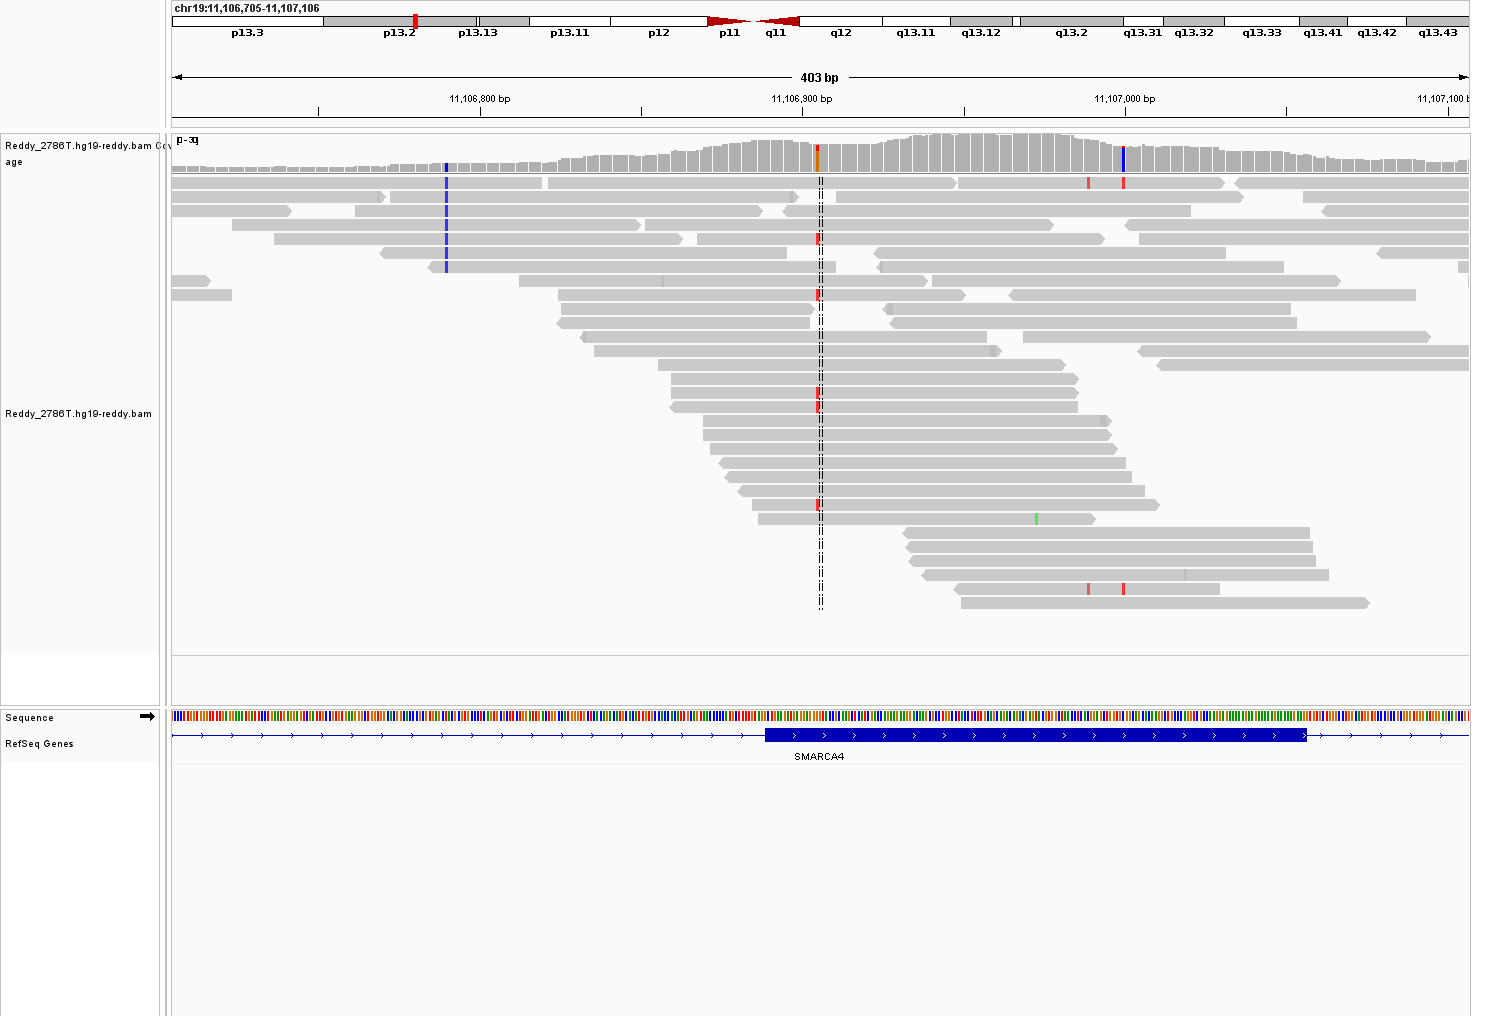 chr19:11,106,705-11,107,106
p13.3 p13.2 p13.13 p13.11 p12 p11 q11 q12 q13.11 q13.12 q13.2 q13.31 q13.32 q13.33 q13.41 q13.42 q13.43
403 bp
11,106,800 bp 11,106,900 bp 11,107,000 bp 11,107,100 b
Reddy_2786T.hg19-reddy.bam Cov
age
[0 - 30]
Reddy_2786T.hg19-reddy.bam
Sequence
RefSeq Genes
SMARCA4